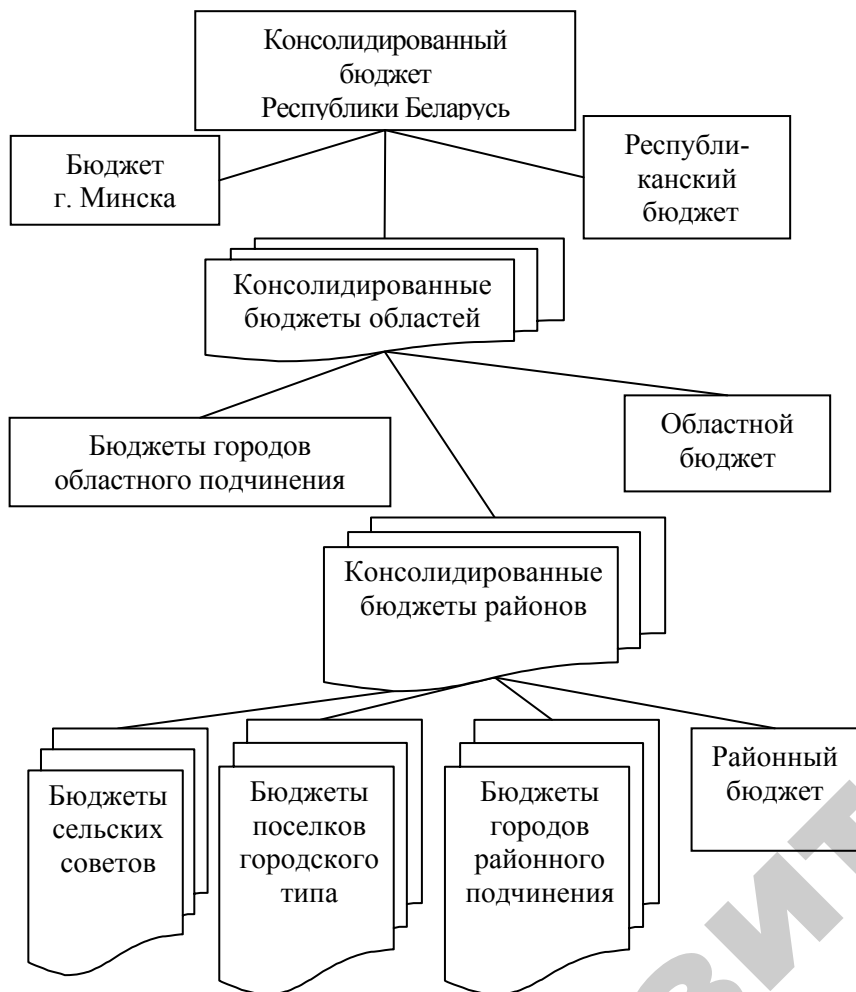 Консолидированный
бюджет
Республики Беларусь
Бюджет
г. Минска
Республи-
канский
бюджет
Консолидированные
бюджеты областей
Бюджеты городов
областного подчинения
Областной
бюджет
Консолидированные
бюджеты районов
Бюджеты
сельских
советов
Бюджеты
поселков
городского
типа
Бюджеты
городов
районного
подчинения
Районный
бюджет